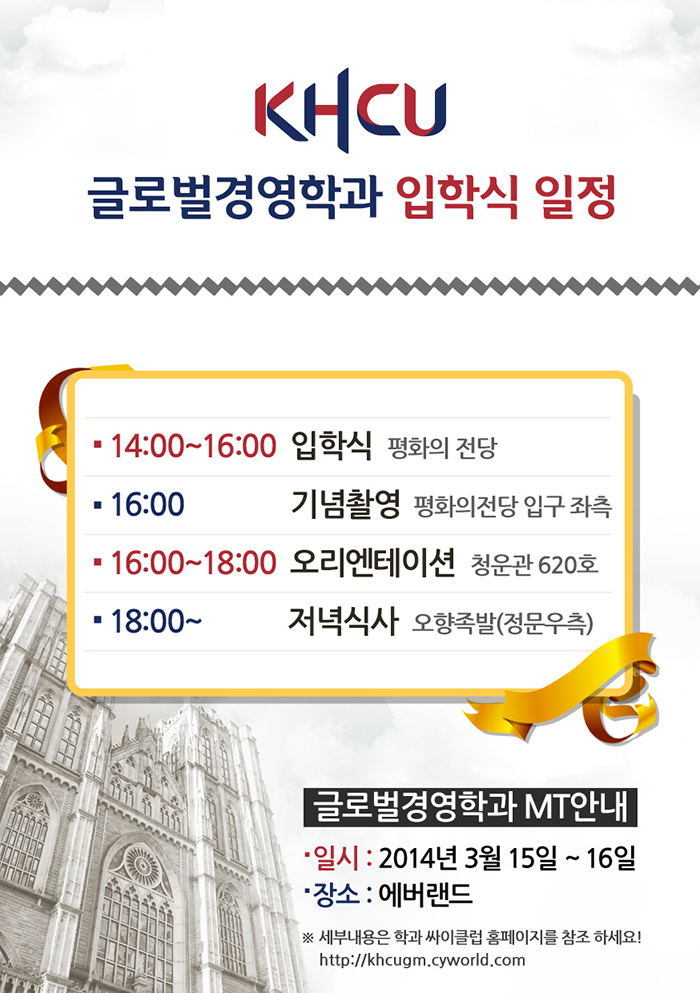 KHCU
글로벌경영학과 입학식 일정
14:00~16:00 입학식 평화의 전당
16:00 기념촬영 평화의전당 입구 좌측
16:00~18:00 오리엔테이션 청운관 620호
18:00~ 저녁식사 오향족발(정문우측)
글로벌경영학과 MT안내
일시 : 2014년 3월 15일 ~ 16일
장소 : 에버랜드
※ 세부내용은 학과 싸이클럽 홈페이지를 참조 하세요!
http://khcugm.cyworld.com